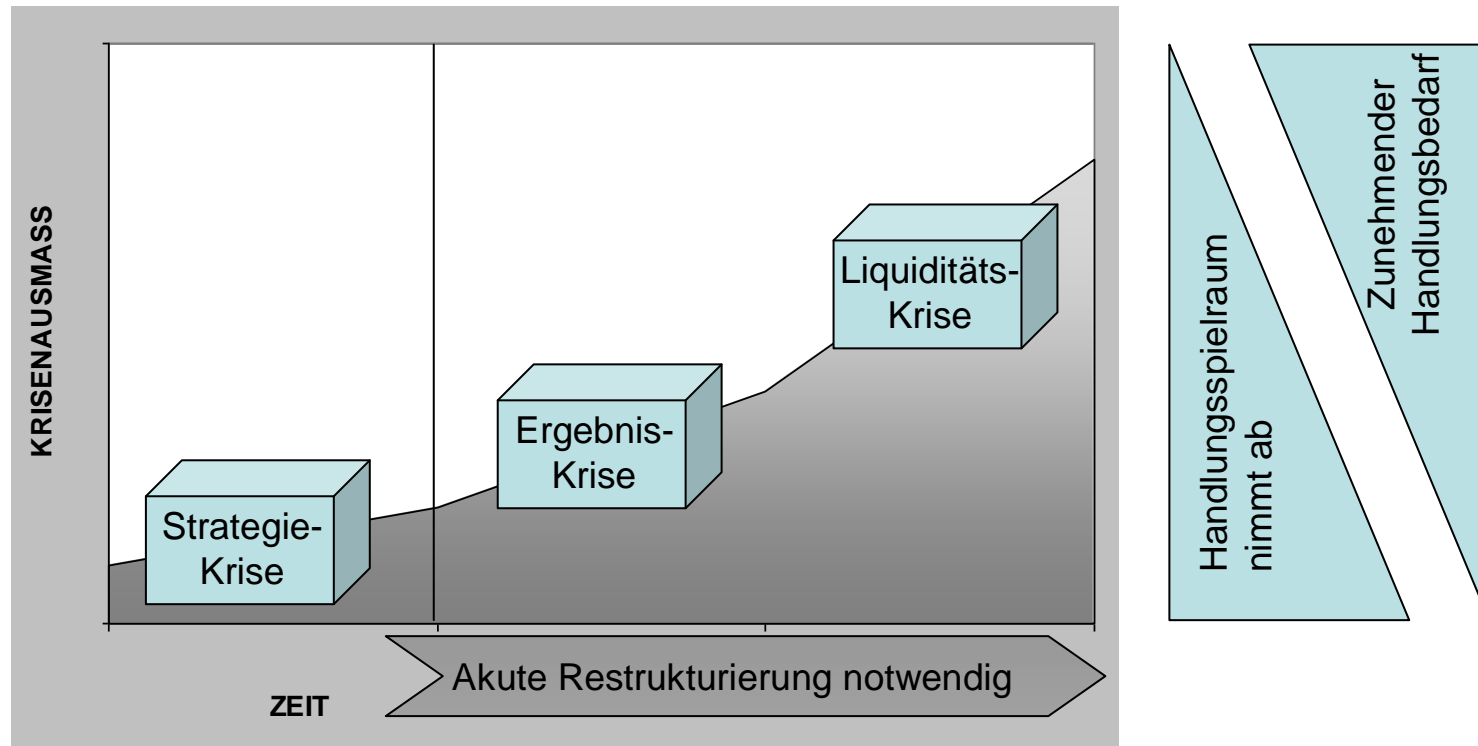 KRISENAUSMASS
Strategie-
Krise
Ergebnis-
Krise
Liquiditäts-
Krise
ZEIT
Akute Restrukturierung notwendig
Handlungsspielraum
nimmt ab
Zunehmender
Handlungsbedarf